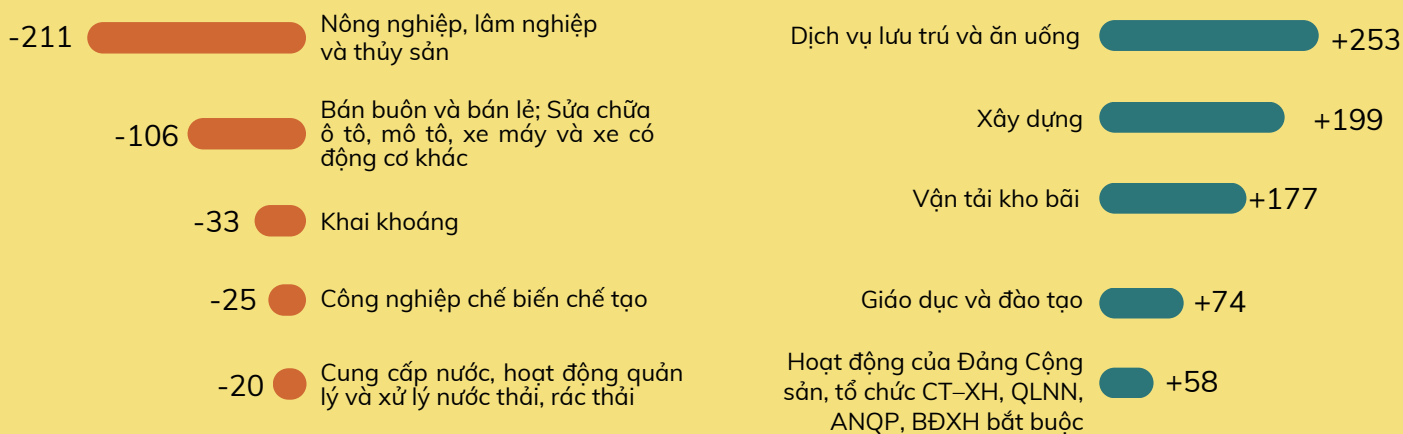 -211
Nông nghiệp, lâm nghiệp
và thủy sản
-106
Bán buôn và bán lẻ; Sửa chữa
ô tô, mô tô, xe máy và xe có
động cơ khác
-33
Khai khoáng
-25
Công nghiệp chế biến chế tạo
-20
Cung cấp nước, hoạt động quản
lý và xử lý nước thải, rác thải
Dịch vụ lưu trú và ăn uống
+253
Xây dựng
+199
Vận tải kho bãi
+177
Giáo dục và đào tạo
+74
Hoạt động của Đảng Cộng
sản, tổ chức CT–XH, QLNN,
ANQP, BĐXH bắt buộc
+58